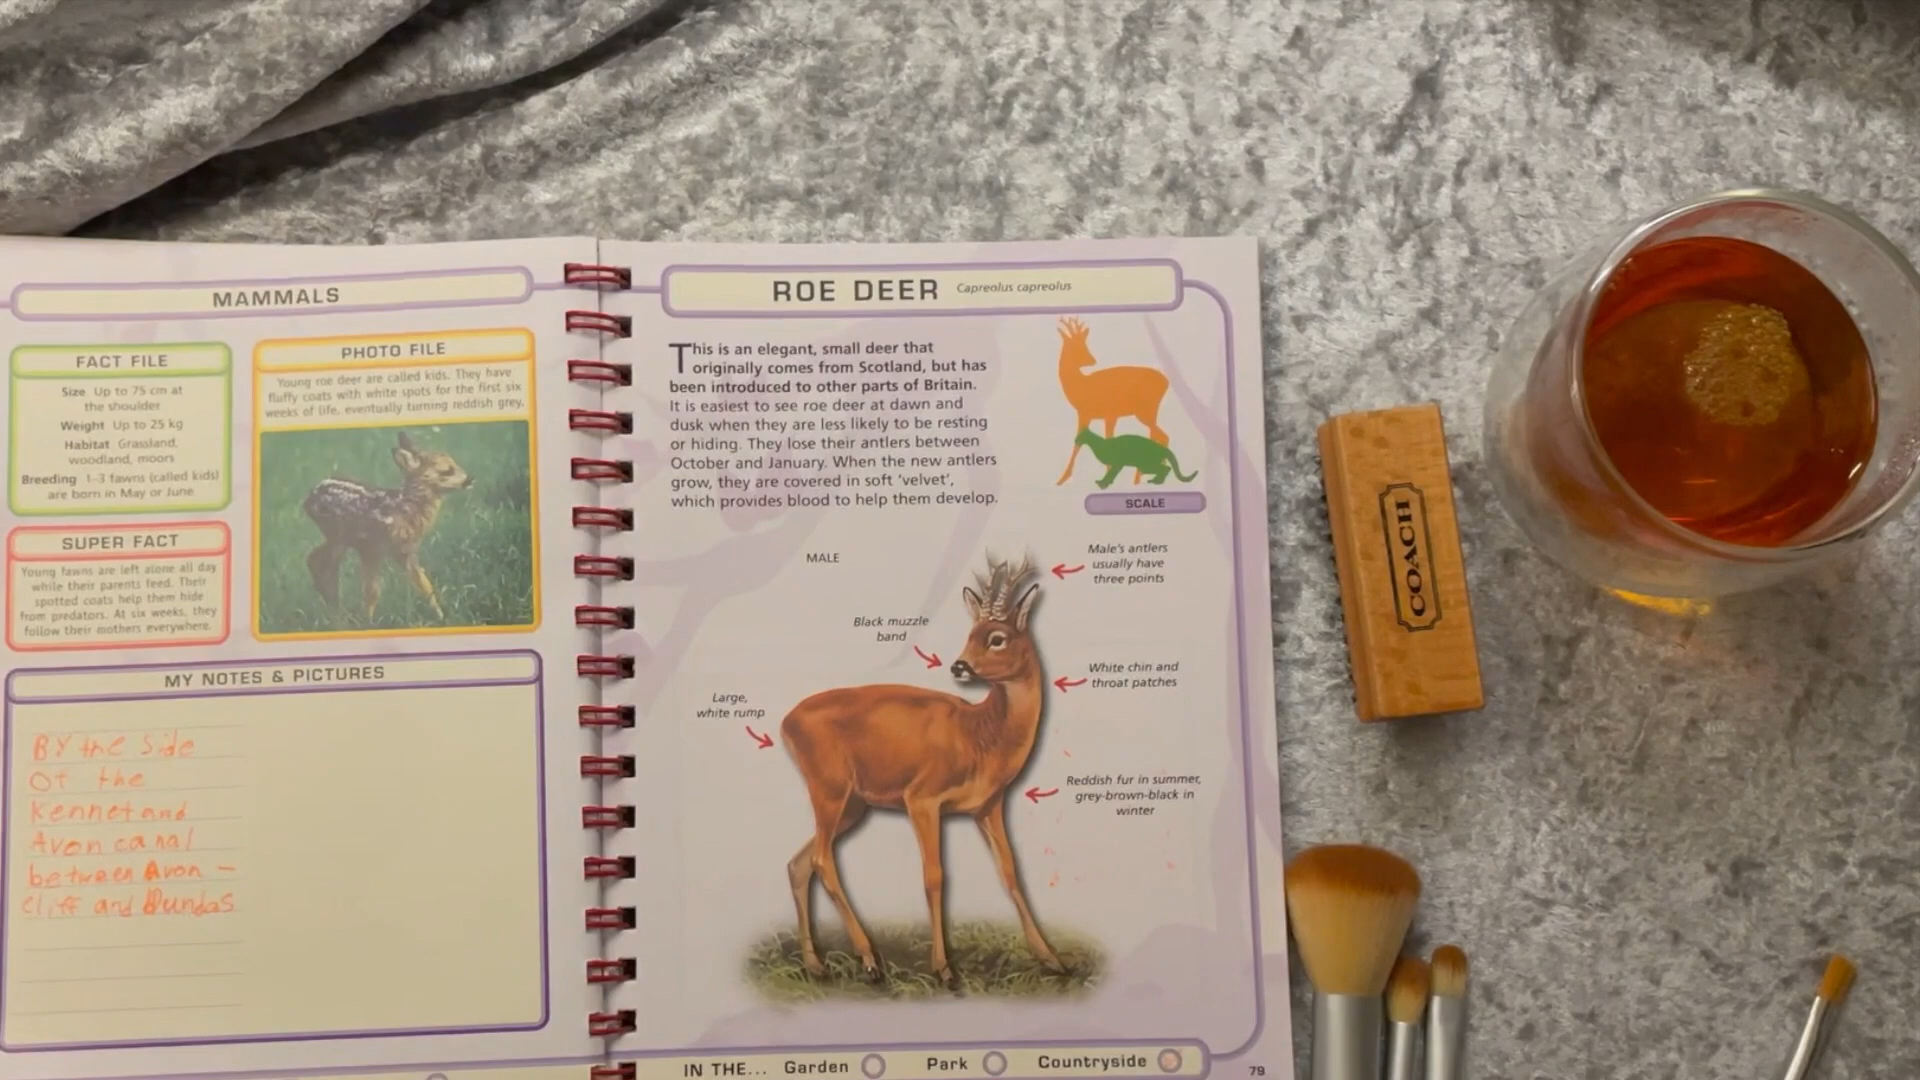 MAMMALS
FACT FILE
Size Up to 75 cm at
the shoulder
Weight Up to 25 kg
Habitat Grassland,
woodland, moors
Breeding 1–3 fawns (called kids)
are born in May or June
SUPER FACT
Young fawns are left alone all day
while their parents feed. Their
spotted coats help them hide
from predators. At six weeks, they
follow their mothers everywhere.
PHOTO FILE
Young roe deer are called kids. They have
fluffy coats with white spots for the first six
weeks of life, eventually turning reddish grey.
MY NOTES & PICTURES
BY the side
Of the
Kennet and
Avon canal
between Avon -
cliff and Dundas
ROE DEER Capreolus capreolus
This is an elegant, small deer that
originally comes from Scotland, but has
been introduced to other parts of Britain.
It is easiest to see roe deer at dawn and
dusk when they are less likely to be resting
or hiding. They lose their antlers between
October and January. When the new antlers
grow, they are covered in soft ‘velvet’,
which provides blood to help them develop.
SCALE
MALE
Male's antlers
usually have
three points
Black muzzle
band
White chin and
throat patches
Large,
white rump
Reddish fur in summer,
grey-brown-black in
winter
IN THE... Garden Park Countryside
79
COACH